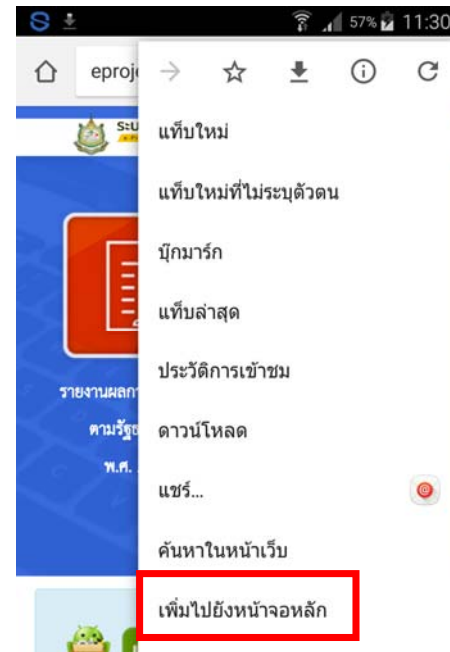 57% 11:30
eproj
ระบ
แท็บใหม่
แท็บใหม่ที่ไม่ระบุตัวตน
บุ๊กมาร์ก
แท็บล่าสุด
ประวัติการเข้าชม
รายงานผลกา
ดาวน์โหลด
ตามรัฐธ
พ.ศ.
แชร์...
ค้นหาในหน้าเว็บ
เพิ่มไปยังหน้าจอหลัก